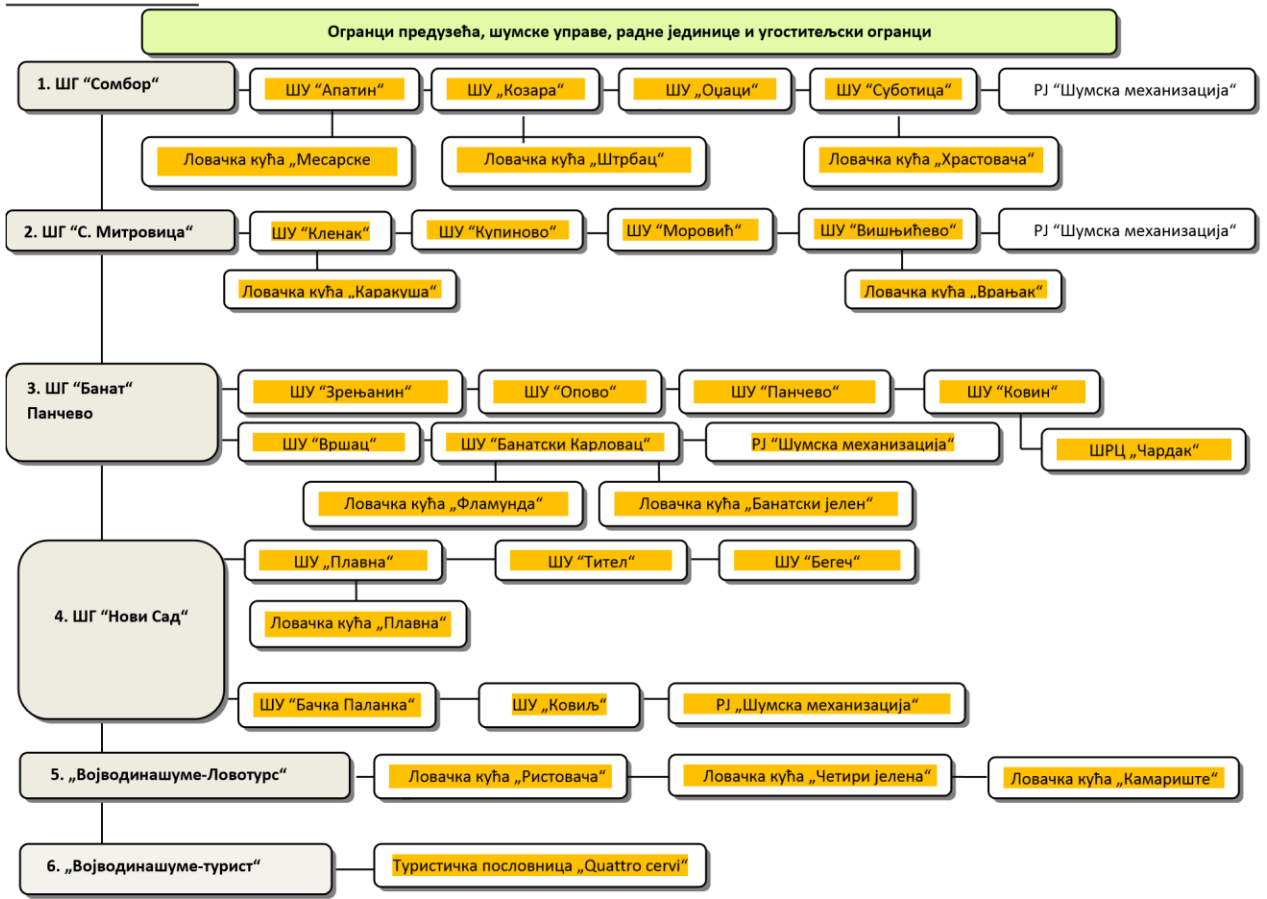 Огранци предузећа, шумске управе, радне јединице и угоститељски огранци
1. ШГ “Сомбор“
ШУ “Апатин“
ШУ „Козара“
ШУ „Оџаци“
ШУ “Суботица“
РЈ “Шумска механизација“
Ловачка кућа „Месарске
Ловачка кућа „Штрбац“
Ловачка кућа „Храстовача“
2. ШГ “С. Митровица“
ШУ “Кленак“
ШУ “Купиново“
ШУ “Моровић“
ШУ “Вишњићево“
РЈ “Шумска механизација“
Ловачка кућа „Каракуша“
Ловачка кућа „Врањак“
3. ШГ “Банат“
Панчево
ШУ “Зрењанин“
ШУ “Опово“
ШУ “Панчево“
ШУ “Ковин“
ШУ “Вршац“
ШУ “Банатски Карловац“
РЈ “Шумска механизација“
ШРЦ „Чардак“
Ловачка кућа „Фламунда“
Ловачка кућа „Банатски јелен“
4. ШГ “Нови Сад“
ШУ „Плавна“
ШУ “Тител“
ШУ “Бегеч“
Ловачка кућа „Плавна“
ШУ “Бачка Паланка“
ШУ „Ковиљ“
РЈ „Шумска механизација“
5. „Војводинашуме-Ловотурс“
Ловачка кућа „Ристовача“
Ловачка кућа „Четири јелена“
Ловачка кућа „Камариште“
6. „Војводинашуме-турист“
Туристичка пословница „Quattro cervi“